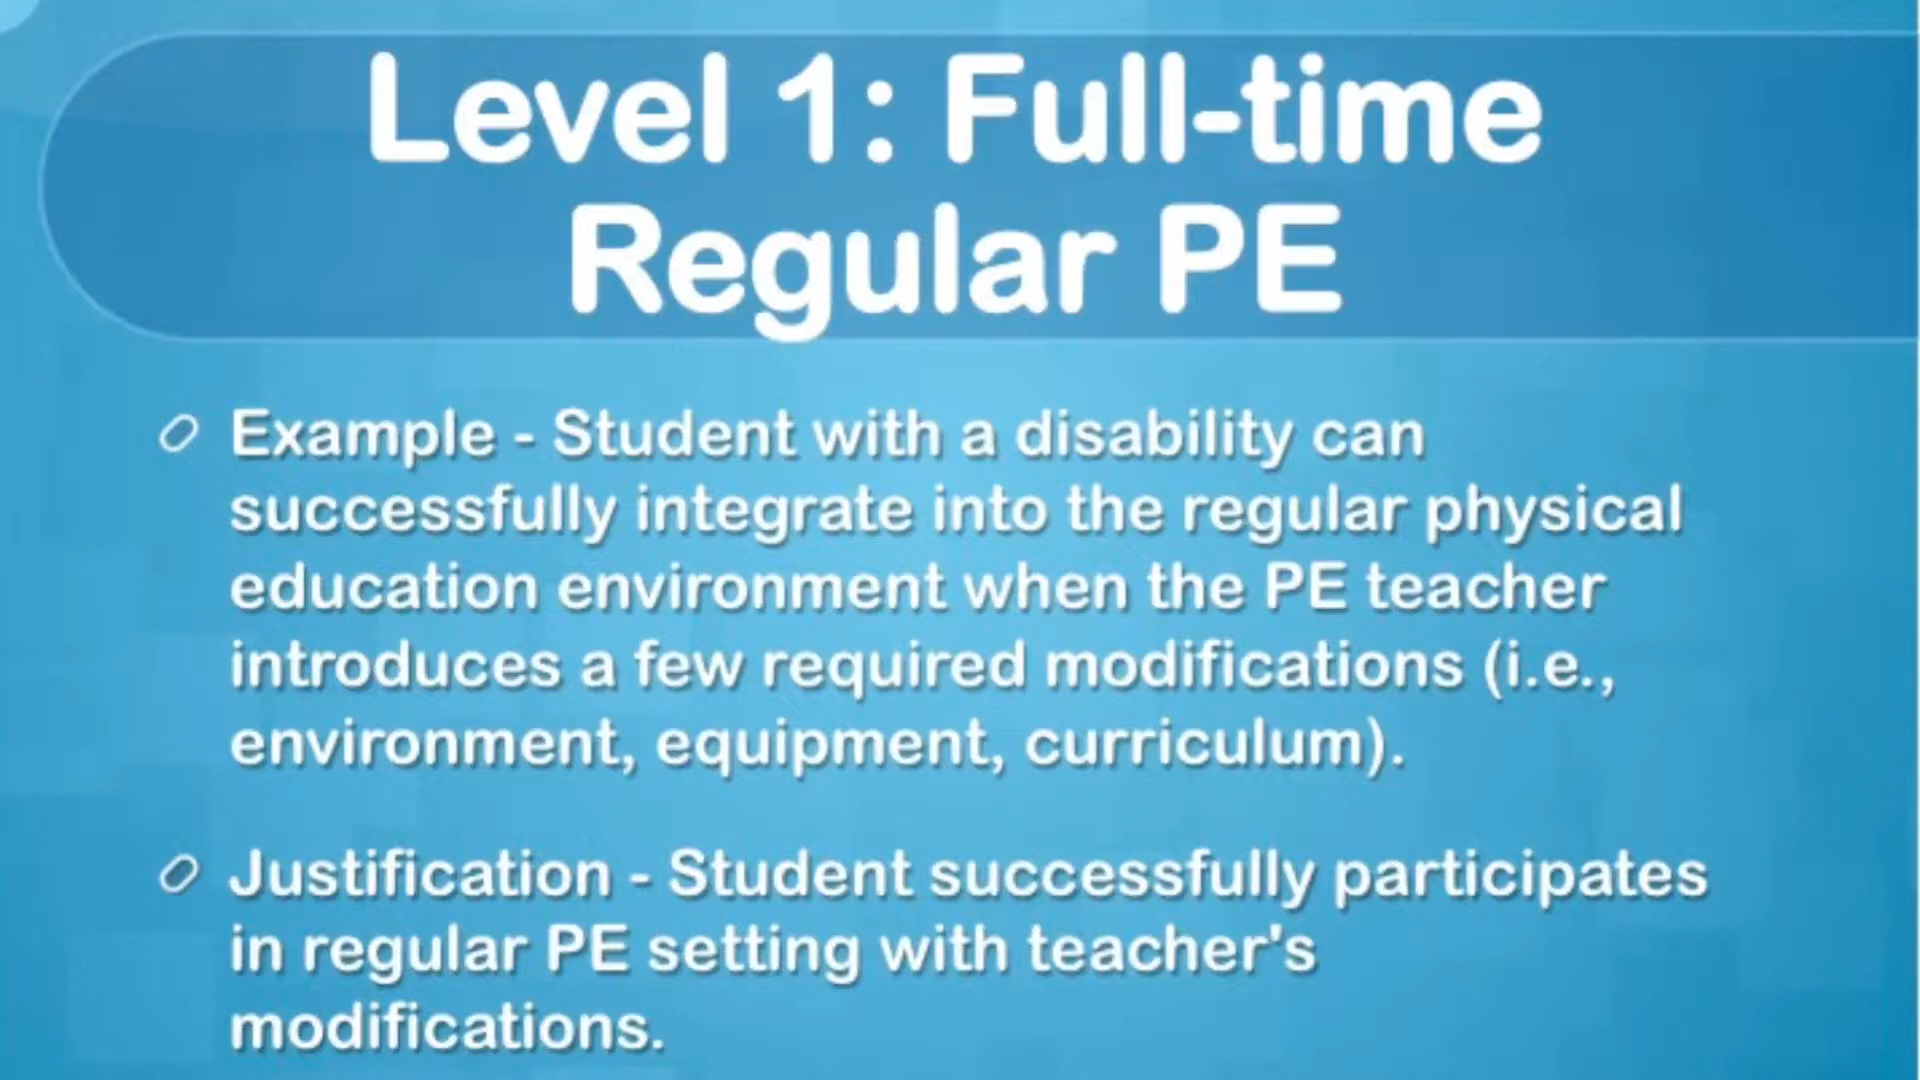 Level 1: Full-time
Regular PE
Example - Student with a disability can
successfully integrate into the regular physical
education environment when the PE teacher
introduces a few required modifications (i.e.,
environment, equipment, curriculum).
Justification - Student successfully participates
in regular PE setting with teacher's
modifications.